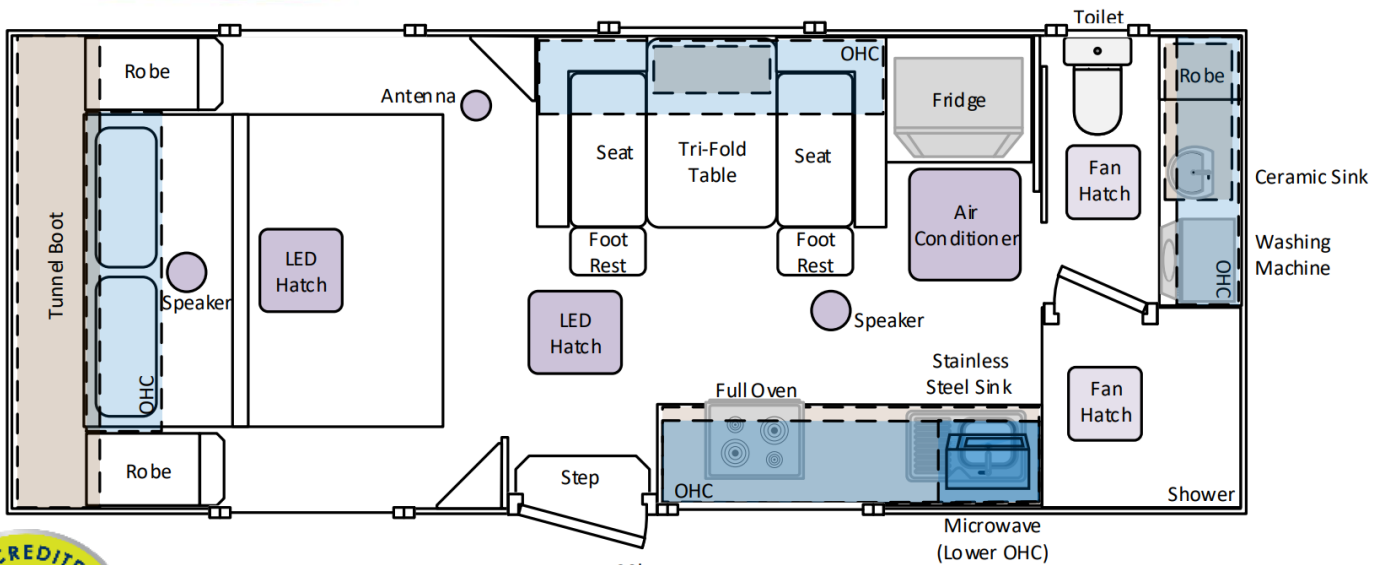 Toilet
Robe
OHC
Robe
Antenna
Fridge
Seat
Tri-Fold
Table
Seat
Fan
Hatch
Ceramic Sink
Air
Conditioner
Tunnel Boot
LED
Hatch
Speaker
Foot
Rest
Foot
Rest
Washing
Machine
OHC
LED
Hatch
Speaker
Stainless
Steel Sink
Full Oven
Fan
Hatch
OHC
Robe
Step
OHC
Shower
Microwave
(Lower OHC)